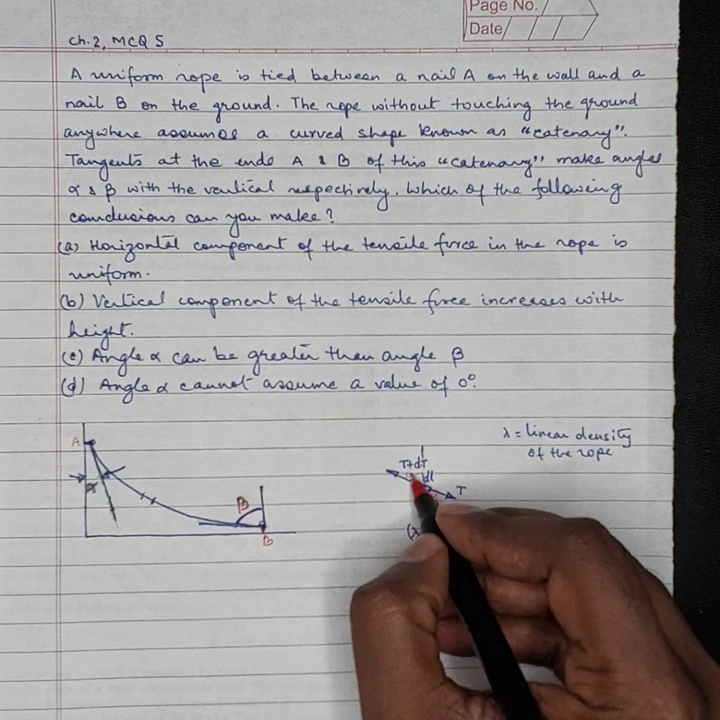 Page No.
Date
Ch.2, MCQ 5
A uniform rope is tied between a nail A on the wall and a
nail B on the ground. The rope without touching the ground
anywhere assumes a curved shape known as "catenary".
Tangents at the ends A & B of this "catenary" make angles
α & β with the vertical respectively. Which of the following
conclusions can you make?
(a) Horizontal component of the tensile force in the rope is
uniform.
(b) Vertical component of the tensile force increases with
height.
(c) Angle α can be greater than angle β
(d) Angle α cannot assume a value of 0°.
λ = linear density
of the rope
A
α
β
B
T+dT
dl
T
(λ